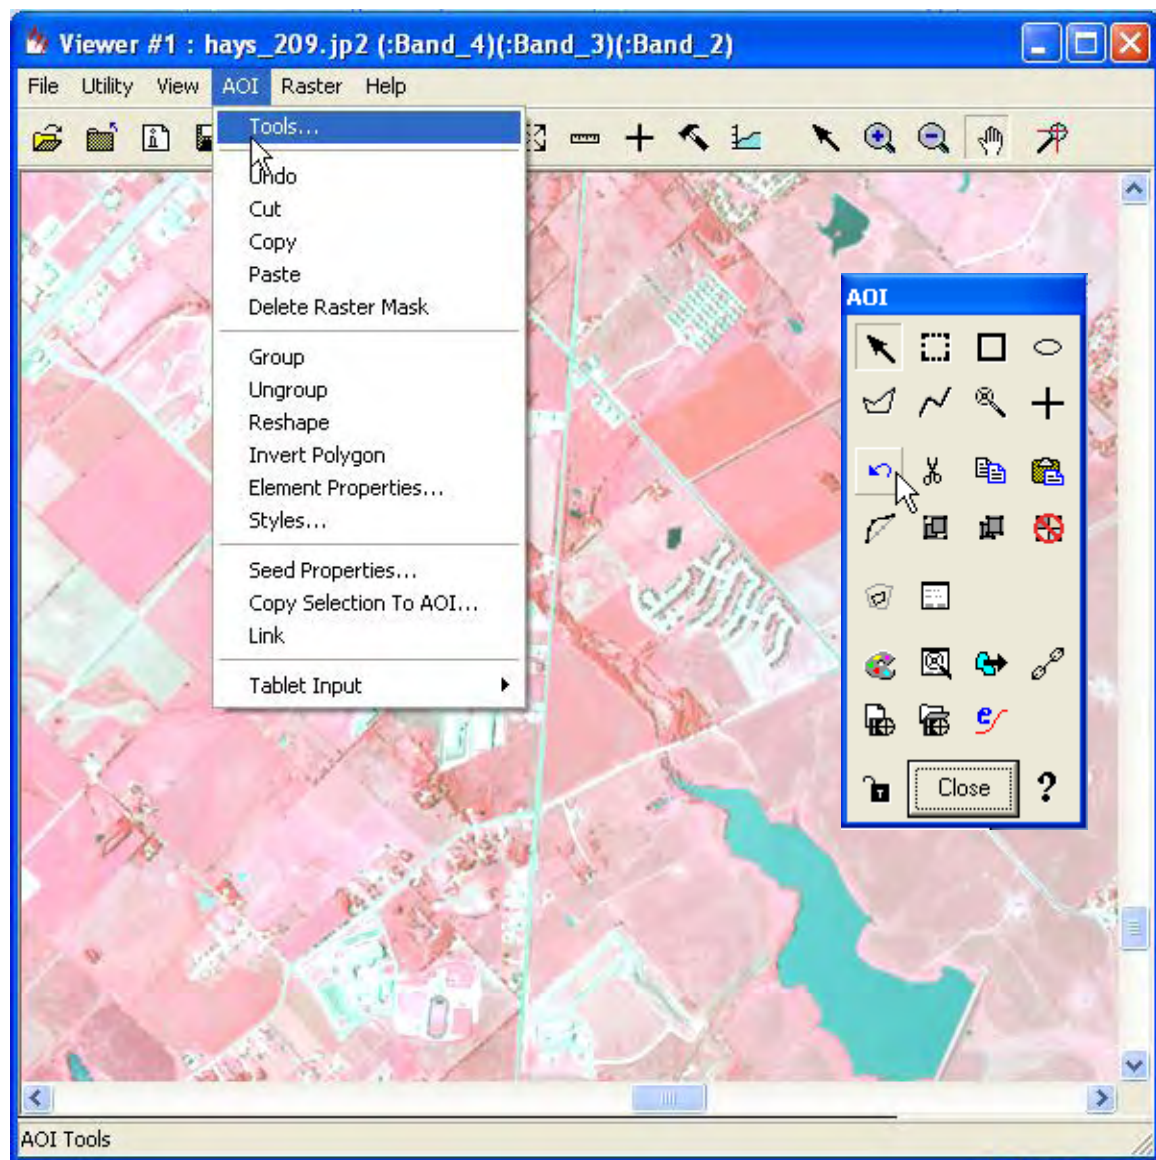 Viewer #1 : hays_209.jp2 (:Band_4)(:Band_3)(:Band_2)
File Utility View AOI Raster Help
Tools...
Undo
Cut
Copy
Paste
Delete Raster Mask
Group
Ungroup
Reshape
Invert Polygon
Element Properties...
Styles...
Seed Properties...
Copy Selection To AOI...
Link
Tablet Input
AOI
Close ?
AOI Tools